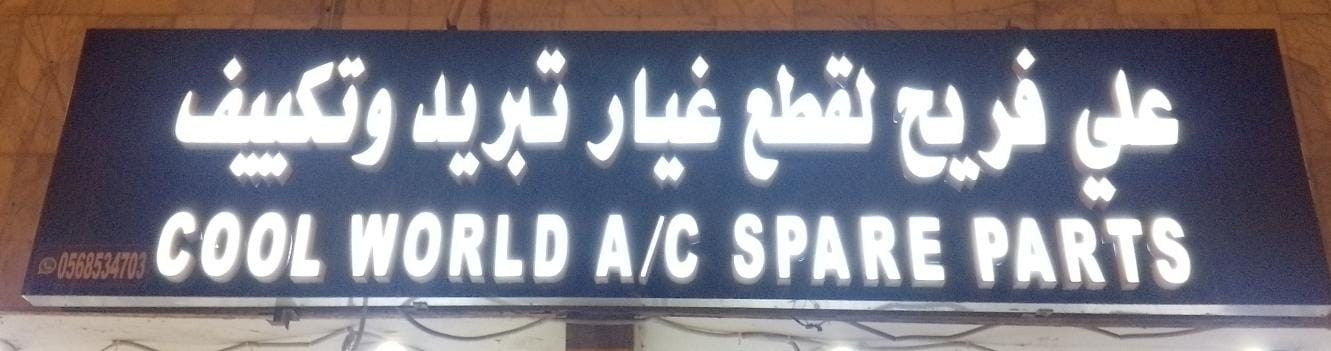 علي فريح لقطع غيار تبريد وتكييف
COOL WORLD A/C SPARE PARTS
0568534703